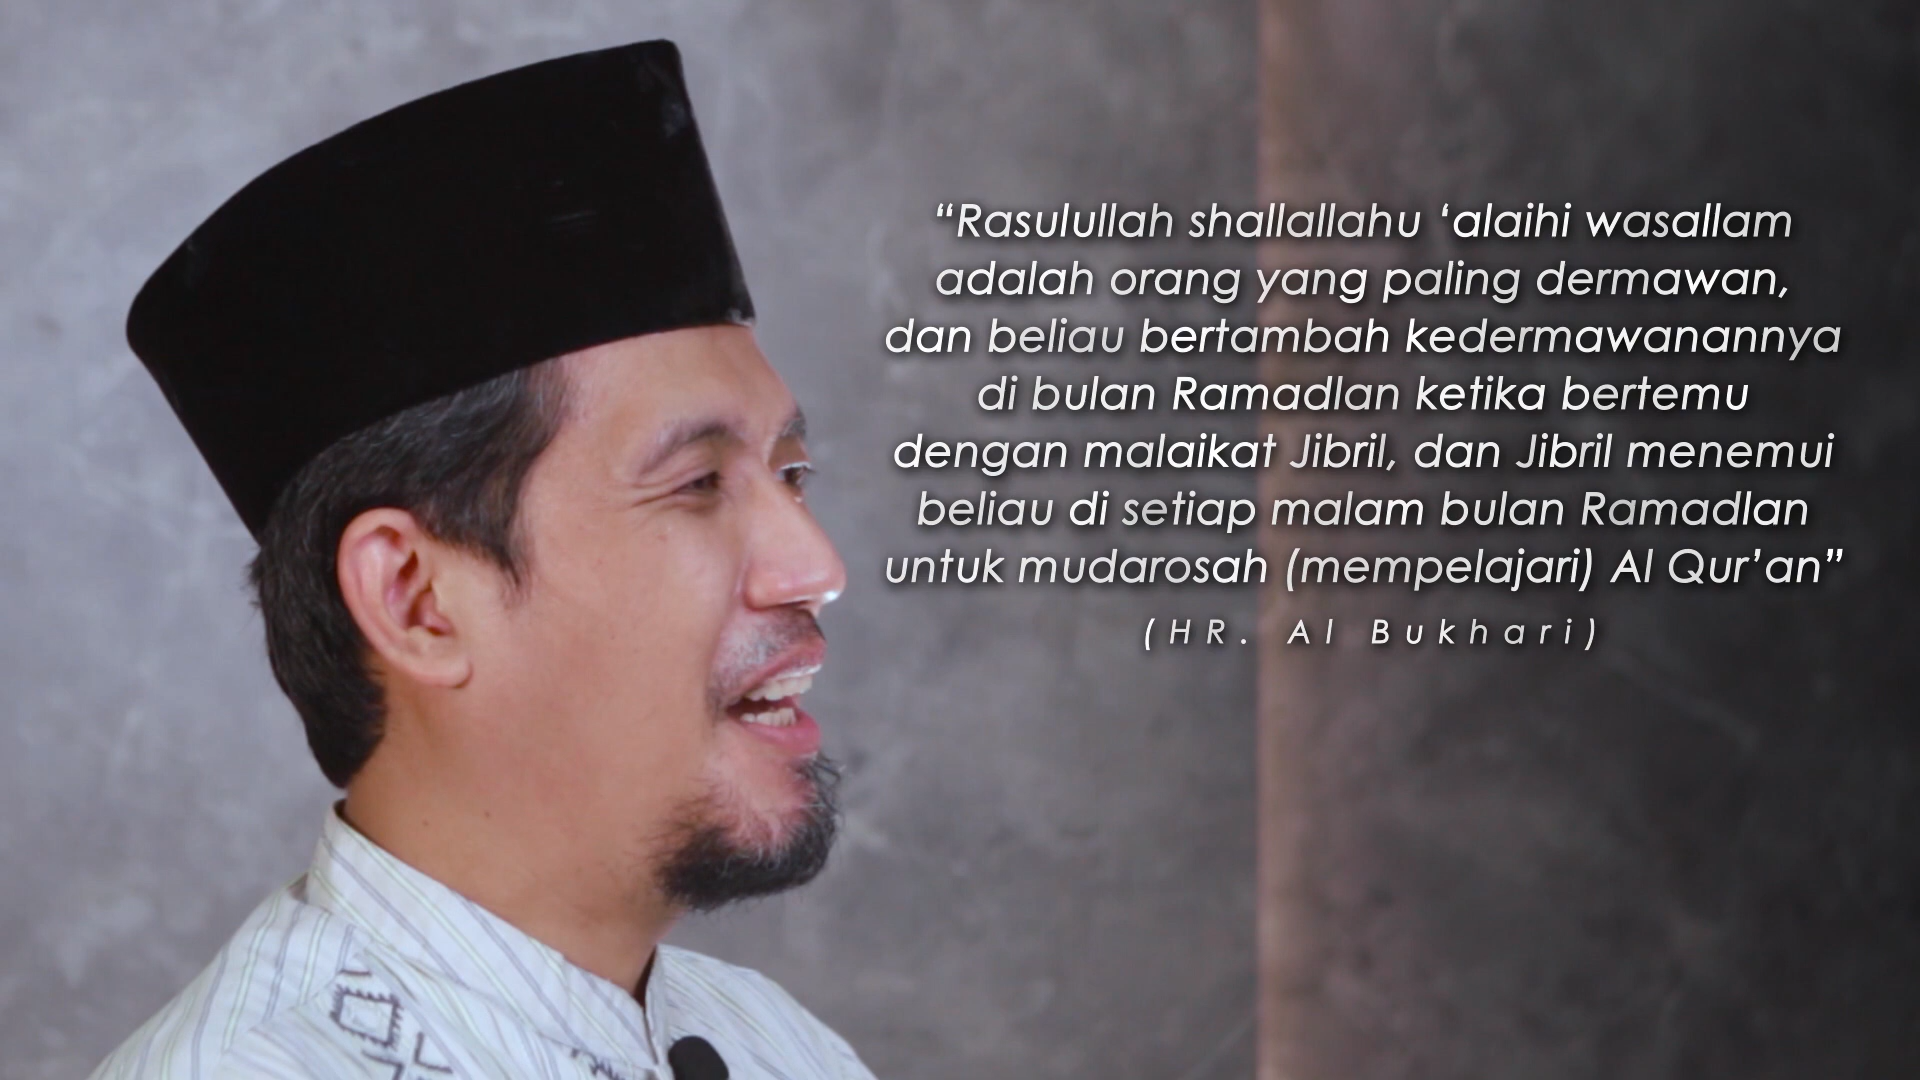 “Rasulullah shallallahu ‘alaihi wasallam
adalah orang yang paling dermawan,
dan beliau bertambah kedermawanannya
di bulan Ramadlan ketika bertemu
dengan malaikat Jibril, dan Jibril menemui
beliau di setiap malam bulan Ramadlan
untuk mudarosah (mempelajari) Al Qur’an”
(HR. Al Bukhari)